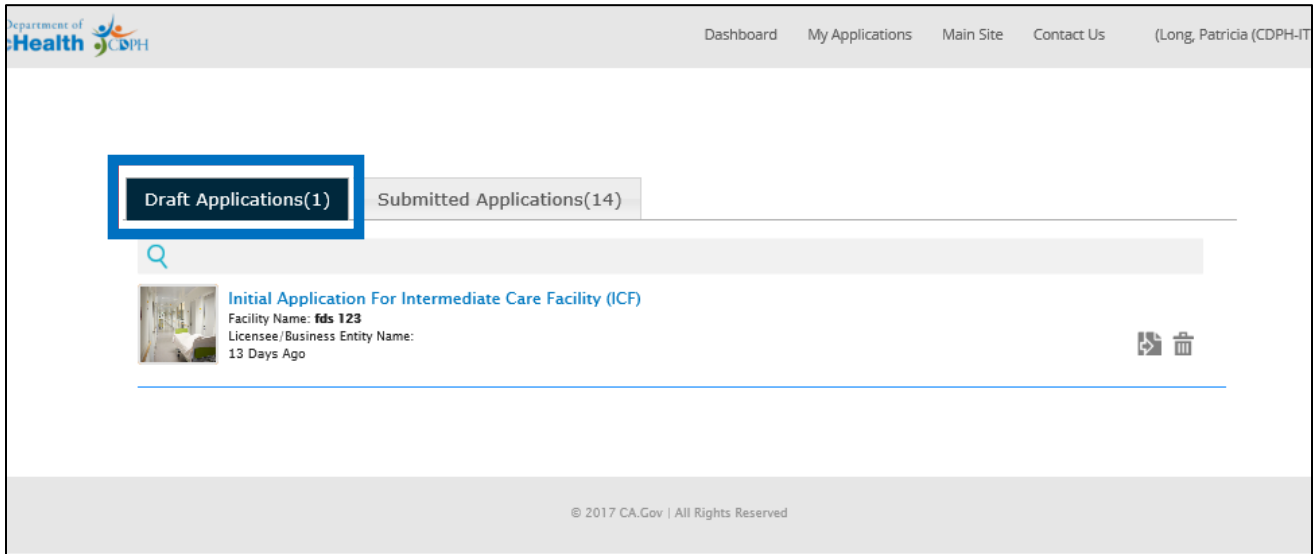 Department of
Health CDPH
Dashboard My Applications Main Site Contact Us (Long, Patricia (CDPH-IT
Draft Applications(1) Submitted Applications(14)
Initial Application For Intermediate Care Facility (ICF)
Facility Name: fds 123
Licensee/Business Entity Name:
13 Days Ago
© 2017 CA.Gov | All Rights Reserved